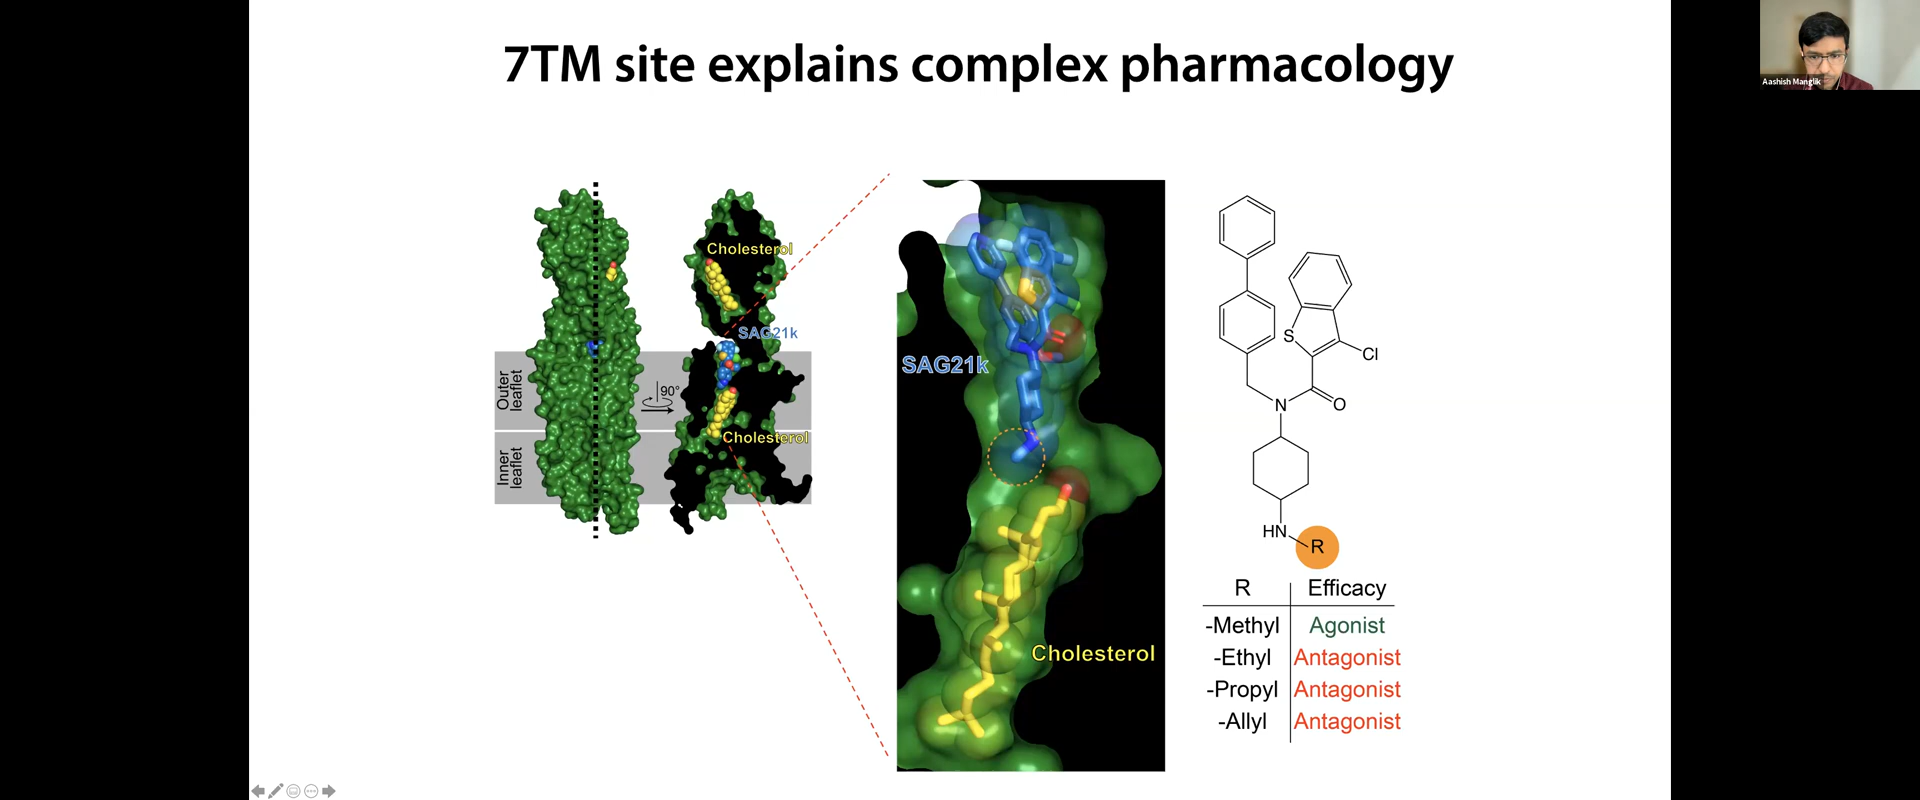 7TM site explains complex pharmacology
Aashish Manglik
Cholesterol
SAG21k
Outer
leaflet
90°
Cholesterol
Inner
leaflet
SAG21k
Cholesterol
S
Cl
N
O
HN
R
R Efficacy
-Methyl Agonist
-Ethyl Antagonist
-Propyl Antagonist
-Allyl Antagonist